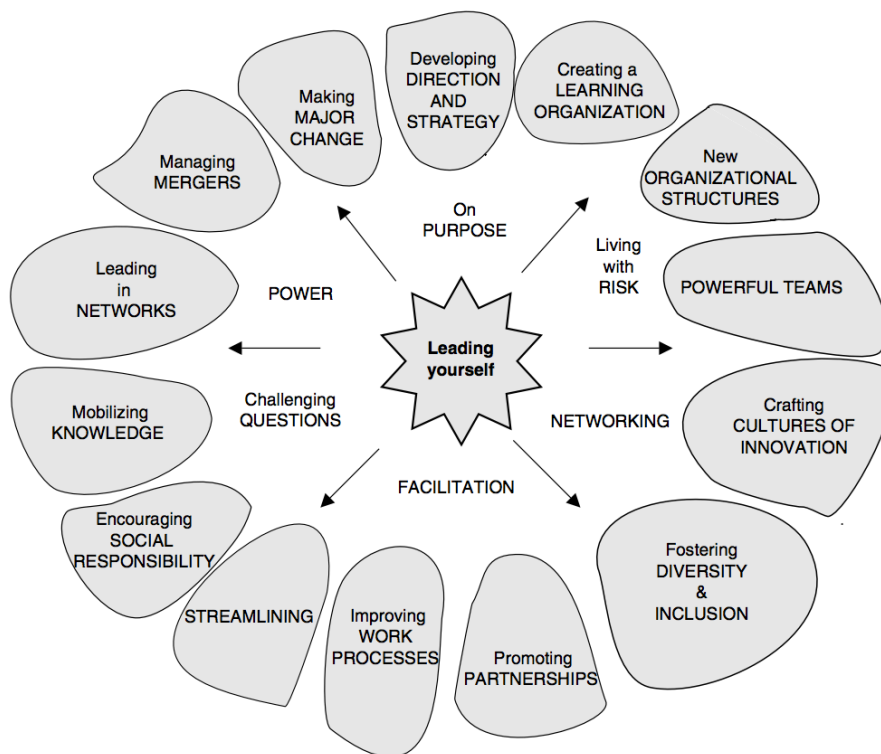 Developing
DIRECTION
AND
STRATEGY
Creating a
LEARNING
ORGANIZATION
New
ORGANIZATIONAL
STRUCTURES
POWERFUL TEAMS
Crafting
CULTURES OF
INNOVATION
Fostering
DIVERSITY
&
INCLUSION
Promoting
PARTNERSHIPS
Improving
WORK
PROCESSES
STREAMLINING
Encouraging
SOCIAL
RESPONSIBILITY
Mobilizing
KNOWLEDGE
Leading
in
NETWORKS
Managing
MERGERS
Making
MAJOR
CHANGE
On
PURPOSE
Living
with
RISK
NETWORKING
FACILITATION
Challenging
QUESTIONS
POWER
Leading
yourself